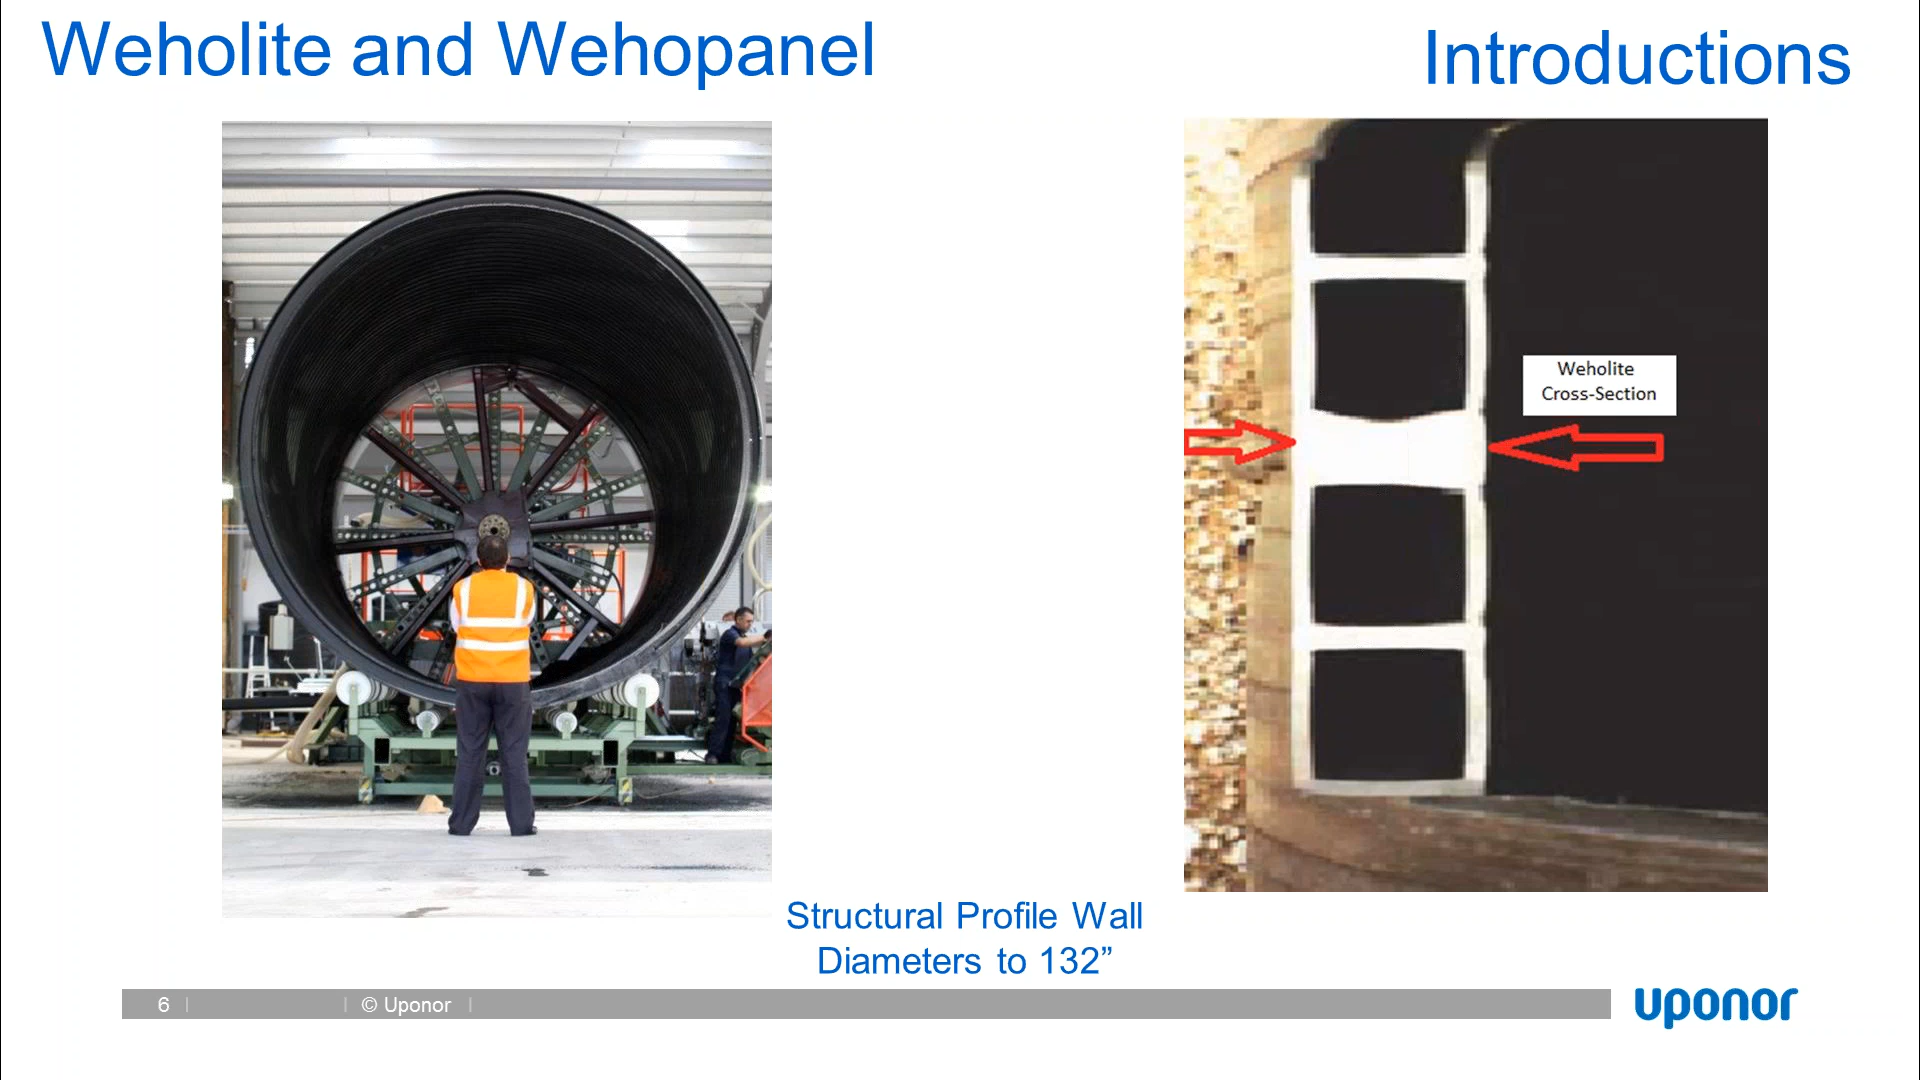 Weholite and Wehopanel
Introductions
Weholite
Cross-Section
Structural Profile Wall
Diameters to 132”
6
© Uponor
uponor